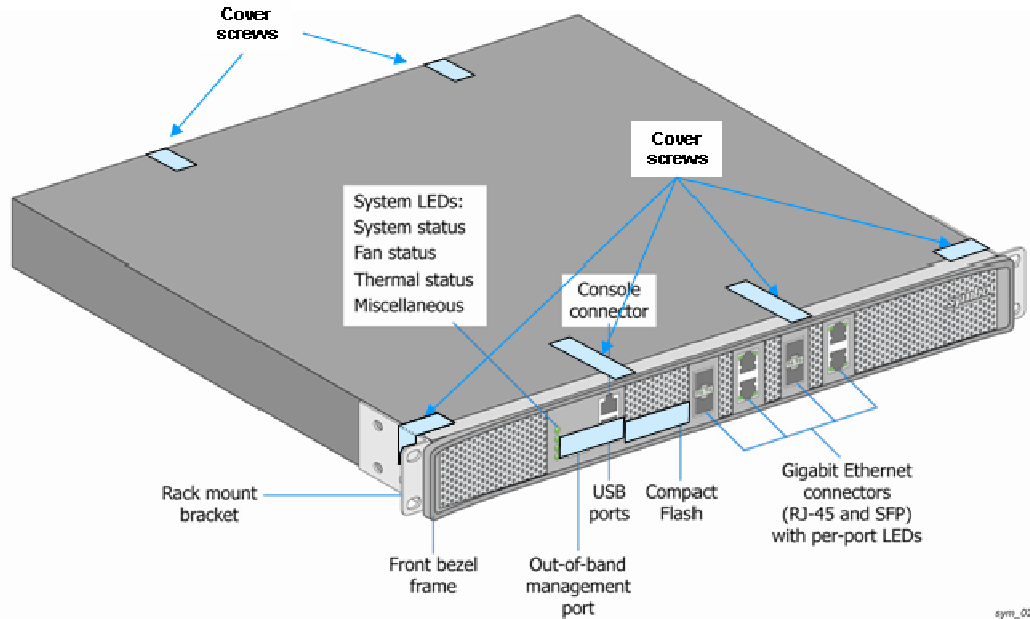 Cover
screws
Cover
screws
System LEDs:
System status
Fan status
Thermal status
Miscellaneous
Console
connector
Rack mount
bracket
Front bezel
frame
USB
ports
Compact
Flash
Out-of-band
management
port
Gigabit Ethernet
connectors
(RJ-45 and SFP)
with per-port LEDs